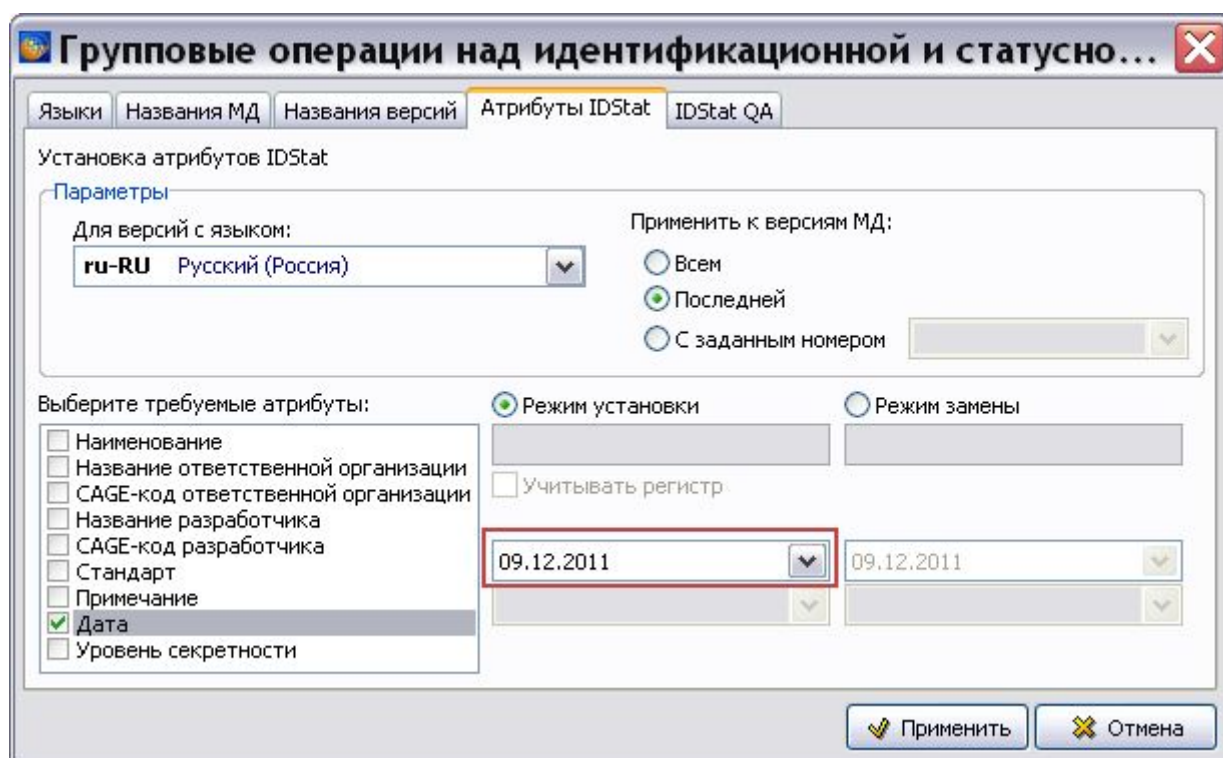 Групповые операции над идентификационной и статусно...
Языки Названия МД Названия версий Атрибуты IDStat IDStat QA
Установка атрибутов IDStat
Параметры
Для версий с языком:
Применить к версиям МД:
ru-RU Русский (Россия)
Всем
Последней
С заданным номером
Выберите требуемые атрибуты:
Режим установки
Режим замены
Наименование
Название ответственной организации
CAGE-код ответственной организации
Название разработчика
CAGE-код разработчика
Стандарт
Примечание
Дата
Уровень секретности
Учитывать регистр
09.12.2011
09.12.2011
Применить
Отмена